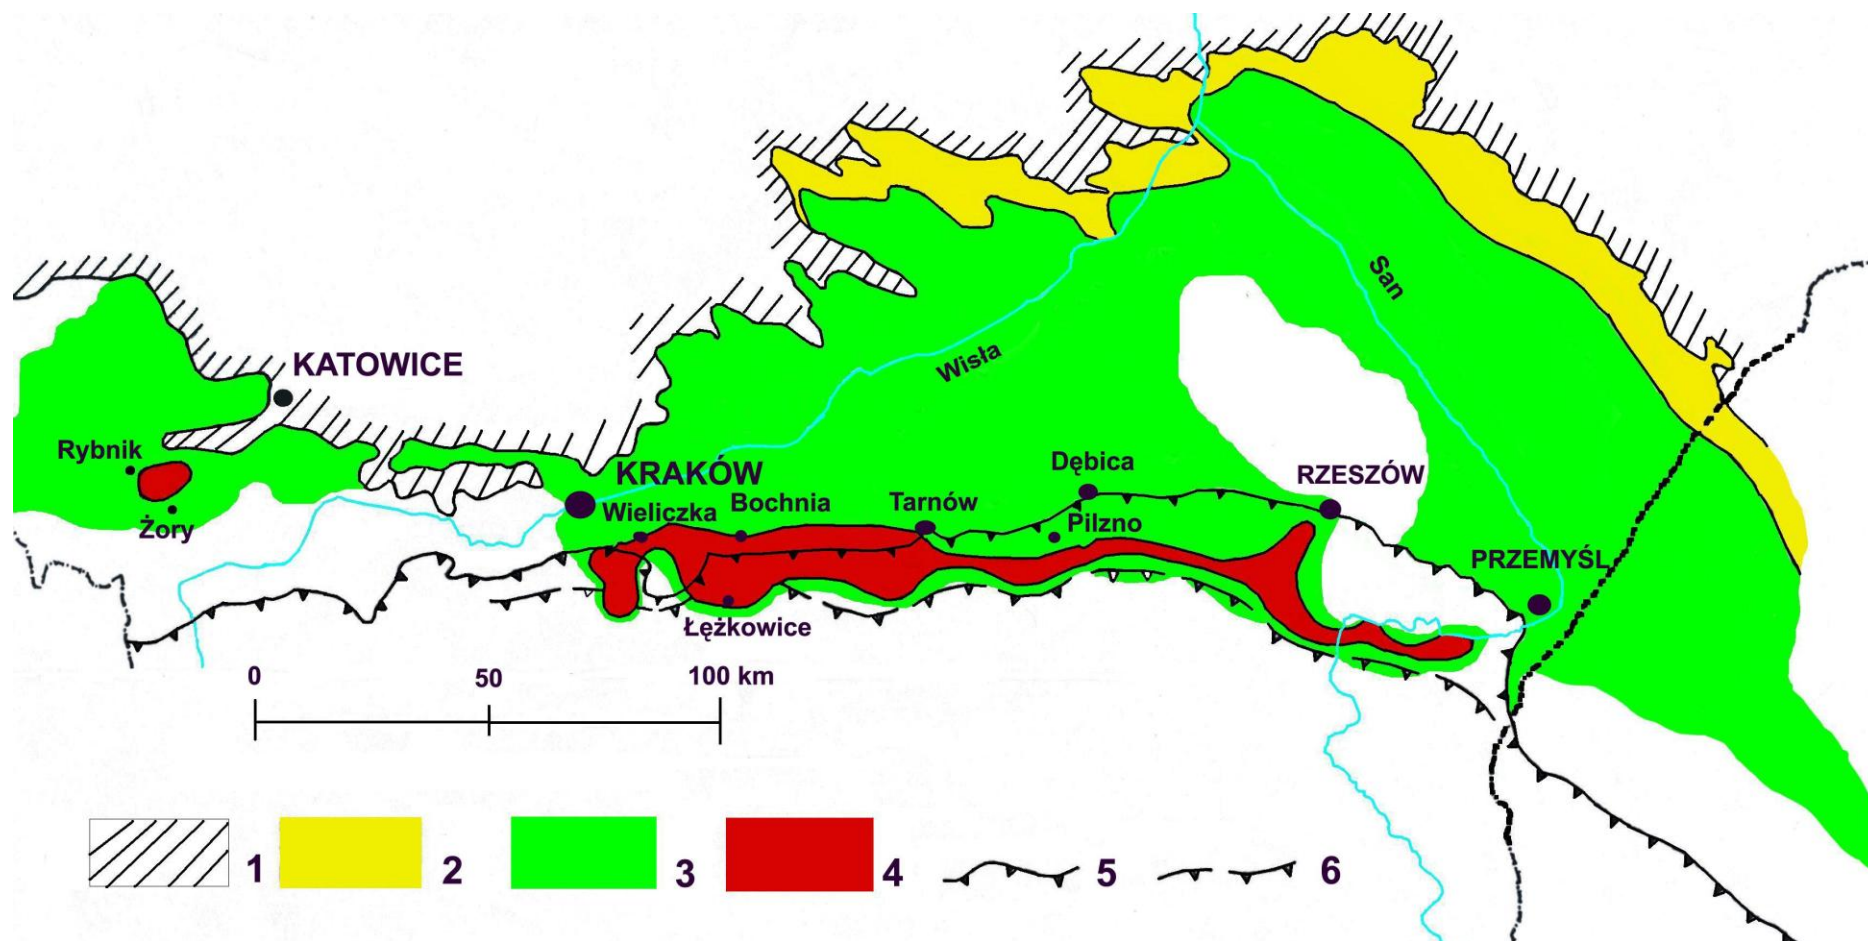 San
Wisła
KATOWICE
Rybnik
Żory
KRAKÓW
Wieliczka
Bochnia
Tarnów
Dębica
Pilzno
RZESZÓW
PRZEMYŚL
Łężkowice
0 50 100 km
1 2 3 4 5 6